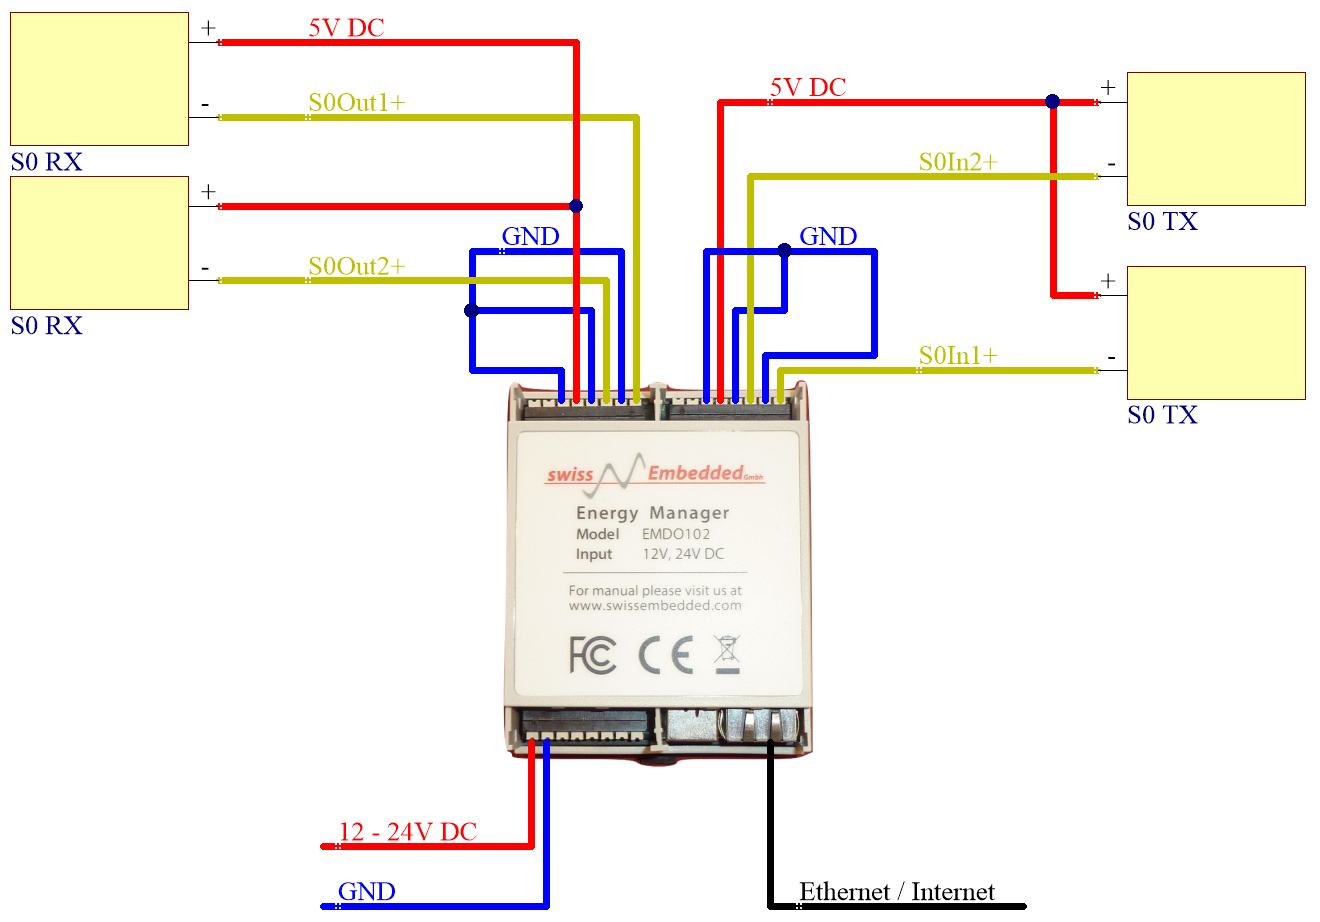 +
5V DC
-
S0Out1+
S0 RX
+
-
S0Out2+
S0 RX
GND
5V DC
+
S0In2+
-
S0 TX
GND
+
S0In1+
-
S0 TX
swiss Embedded GmbH
Energy Manager
Model EMDO102
Input 12V, 24V DC
For manual please visit us at
www.swissembedded.com
FC CE
12 - 24V DC
GND
Ethernet / Internet